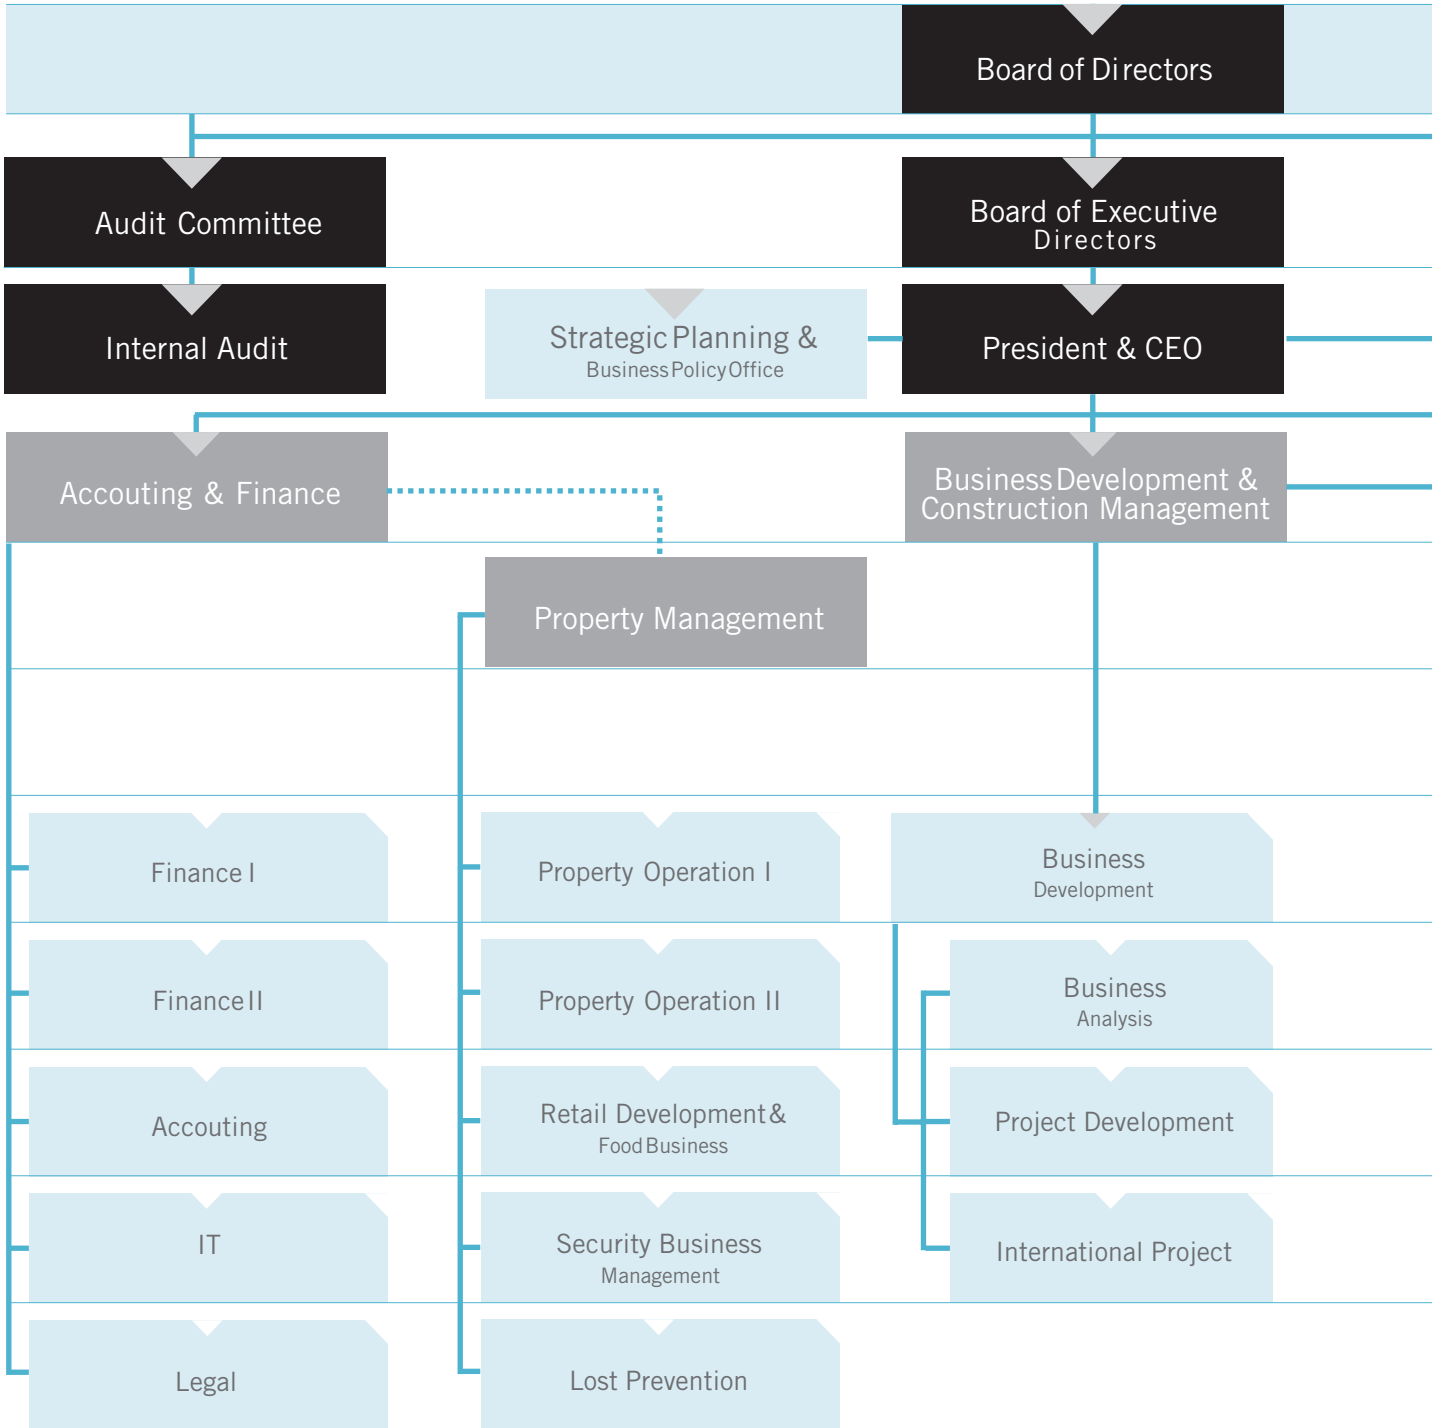 Board of Directors
Audit Committee
Board of Executive
Directors
Internal Audit
Strategic Planning &
Business Policy Office
President & CEO
Accouting & Finance
Business Development &
Construction Management
Property Management
Finance I
Property Operation I
Business
Development
Finance II
Property Operation II
Business
Analysis
Accouting
Retail Development &
Food Business
Project Development
IT
Security Business
Management
International Project
Legal
Lost Prevention